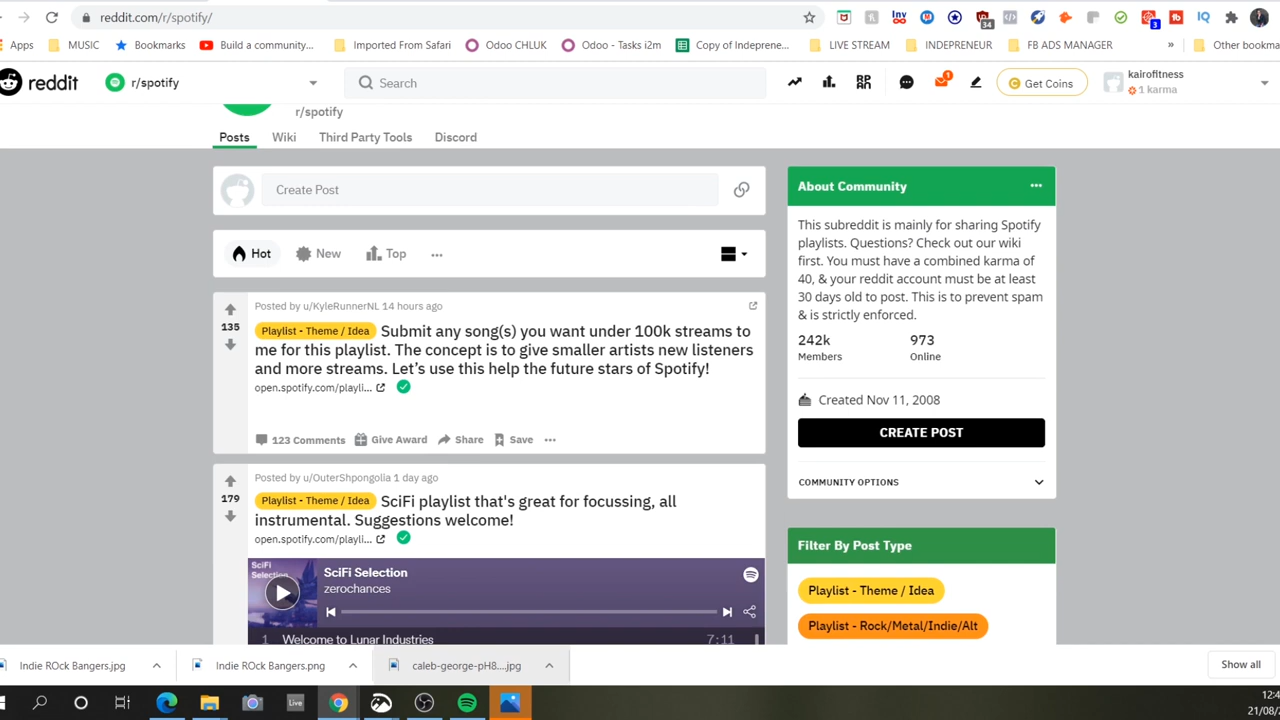 reddit.com/r/spotify/
Inv
34
3
IQ
Apps MUSIC Bookmarks Build a community... Imported From Safari Odoo CHLUK Odoo - Tasks i2m Copy of Indeprene... LIVE STREAM INDEPRENEUR FB ADS MANAGER » Other bookma
reddit r/spotify Search 1 Get Coins kairofitness
1 karma
r/spotify
Posts Wiki Third Party Tools Discord
Create Post
Hot New Top ...
Posted by u/KyleRunnerNL 14 hours ago
135
Playlist - Theme / Idea Submit any song(s) you want under 100k streams to
me for this playlist. The concept is to give smaller artists new listeners
and more streams. Let's use this help the future stars of Spotify!
open.spotify.com/playli...
123 Comments Give Award Share Save ...
Posted by u/OuterShpongolia 1 day ago
179
Playlist - Theme / Idea SciFi playlist that's great for focussing, all
instrumental. Suggestions welcome!
open.spotify.com/playli...
SciFi
Selection
SciFi Selection
zerochances
1 Welcome to Lunar Industries 7:11
About Community ...
This subreddit is mainly for sharing Spotify
playlists. Questions? Check out our wiki
first. You must have a combined karma of
40, & your reddit account must be at least
30 days old to post. This is to prevent spam
& is strictly enforced.
242k 973
Members Online
Created Nov 11, 2008
CREATE POST
COMMUNITY OPTIONS
Filter By Post Type
Playlist - Theme / Idea
Playlist - Rock/Metal/Indie/Alt
Indie ROck Bangers.jpg Indie ROck Bangers.png caleb-george-pH8....jpg Show all
Live
12:4
21/08/